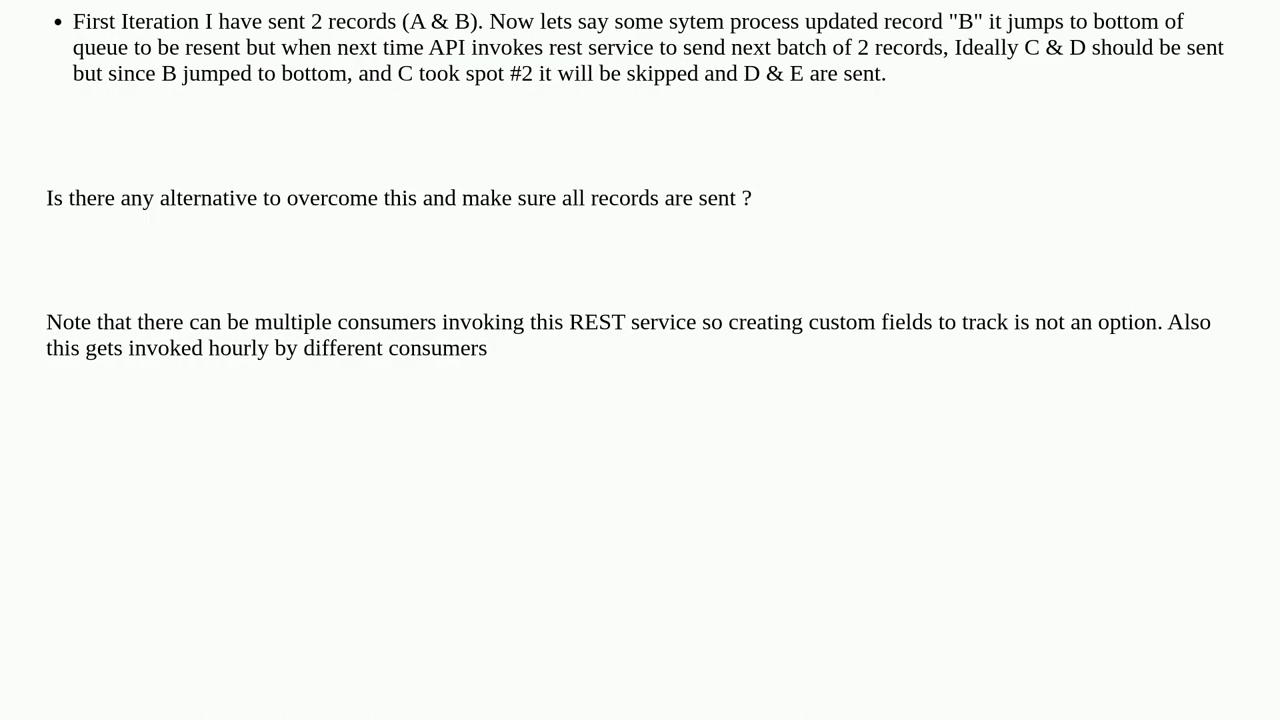 • First Iteration I have sent 2 records (A & B). Now lets say some sytem process updated record "B" it jumps to bottom of
queue to be resent but when next time API invokes rest service to send next batch of 2 records, Ideally C & D should be sent
but since B jumped to bottom, and C took spot #2 it will be skipped and D & E are sent.
Is there any alternative to overcome this and make sure all records are sent ?
Note that there can be multiple consumers invoking this REST service so creating custom fields to track is not an option. Also
this gets invoked hourly by different consumers